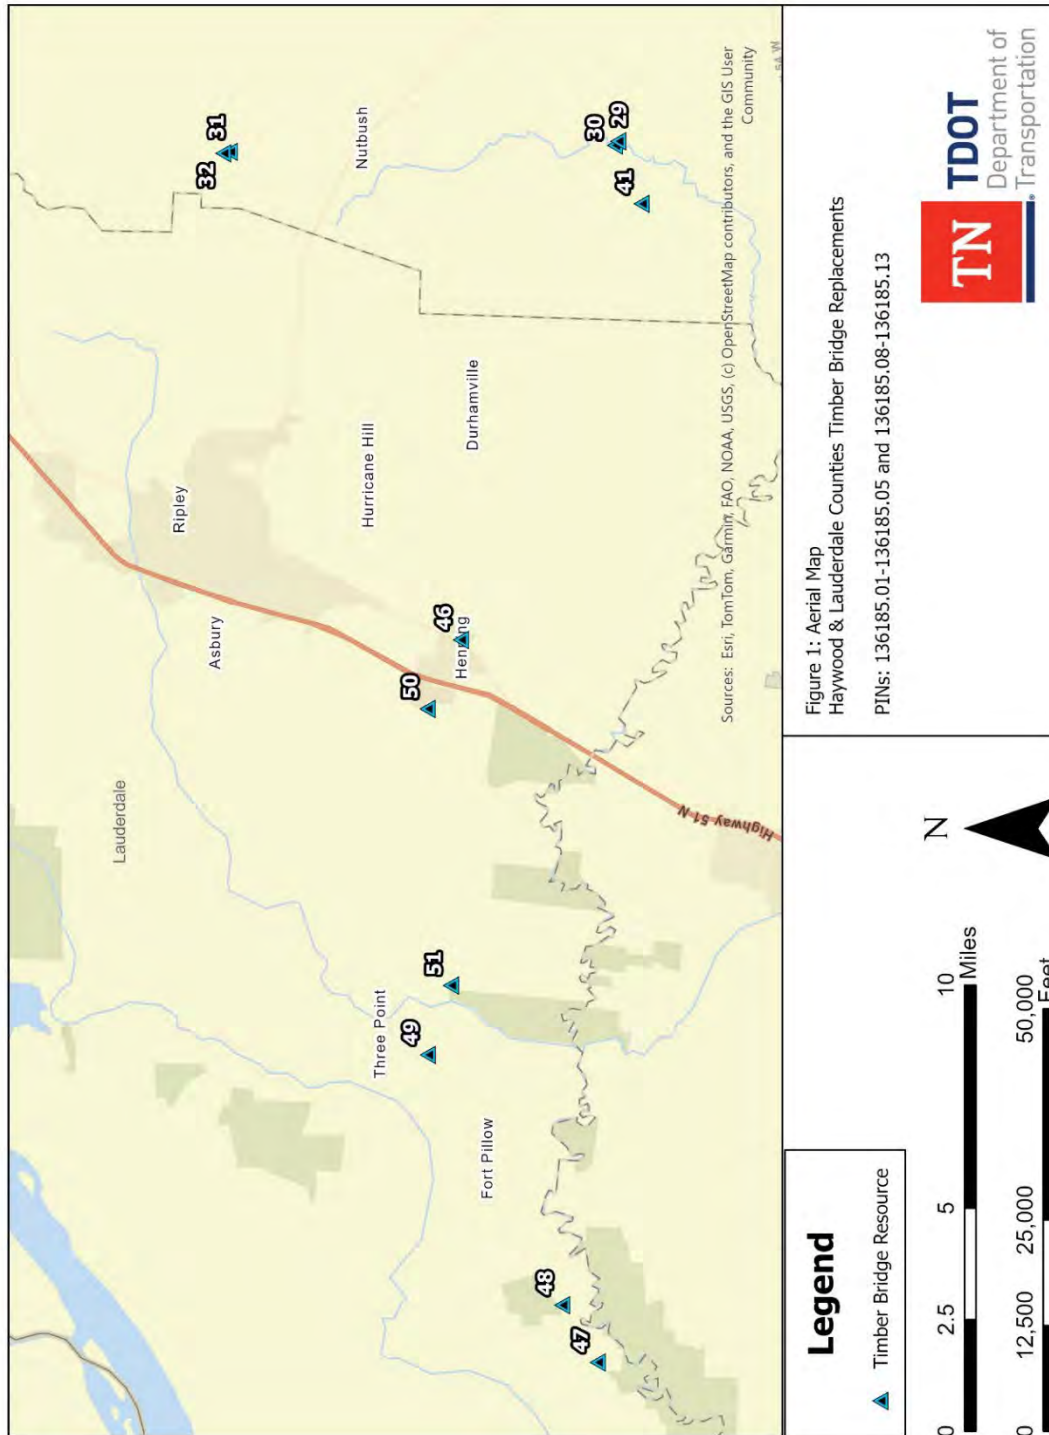 32
31
Nutbush
30
29
41
Ripley
Hurricane Hill
Durhamville
Asbury
46
Henning
50
Lauderdale
Highway 51 N
51
Three Point
49
Fort Pillow
48
47
Sources: Esri, TomTom, Garmin, FAO, NOAA, USGS, (c) OpenStreetMap contributors, and the GIS User
Community
Legend
Timber Bridge Resource
0 2.5 5 10
Miles
0 12,500 25,000 50,000
Feet
N
Figure 1: Aerial Map
Haywood & Lauderdale Counties Timber Bridge Replacements
PINs: 136185.01-136185.05 and 136185.08-136185.13
TN
TDOT
Department of
Transportation